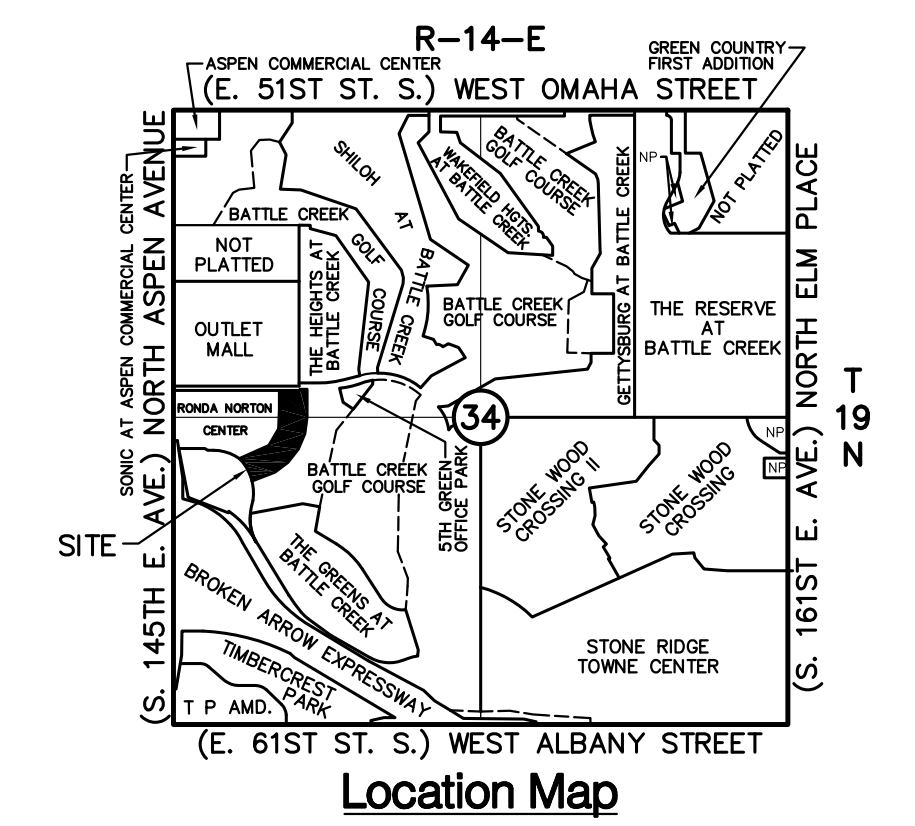 R-14-E
GREEN COUNTRY
FIRST ADDITION
ASPEN COMMERCIAL CENTER
(E. 51ST ST. S.) WEST OMAHA STREET
SONIC AT ASPEN COMMERCIAL CENTER
(S. 145TH E. AVE.) NORTH ASPEN AVENUE
SHILOH
AT
BATTLE CREEK
WAKEFIELD HGTS.
AT BATTLE CREEK
BATTLE CREEK
GOLF COURSE
GETTYSBURG AT BATTLE CREEK
NP
NOT PLATTED
BATTLE CREEK
GOLF
COURSE
NOT
PLATTED
THE HEIGHTS AT
BATTLE CREEK
OUTLET
MALL
BATTLE CREEK
GOLF COURSE
THE RESERVE
AT
BATTLE CREEK
(S. 161ST E. AVE.) NORTH ELM PLACE
T
19
N
RONDA NORTON
CENTER
34
NP
NP
BATTLE CREEK
GOLF COURSE
5TH GREEN
OFFICE PARK
STONE WOOD
CROSSING II
STONE WOOD
CROSSING
SITE
THE GREENS AT
BATTLE CREEK
BROKEN ARROW EXPRESSWAY
TIMBERCREST
PARK
T P AMD.
STONE RIDGE
TOWNE CENTER
(E. 61ST ST. S.) WEST ALBANY STREET
Location Map